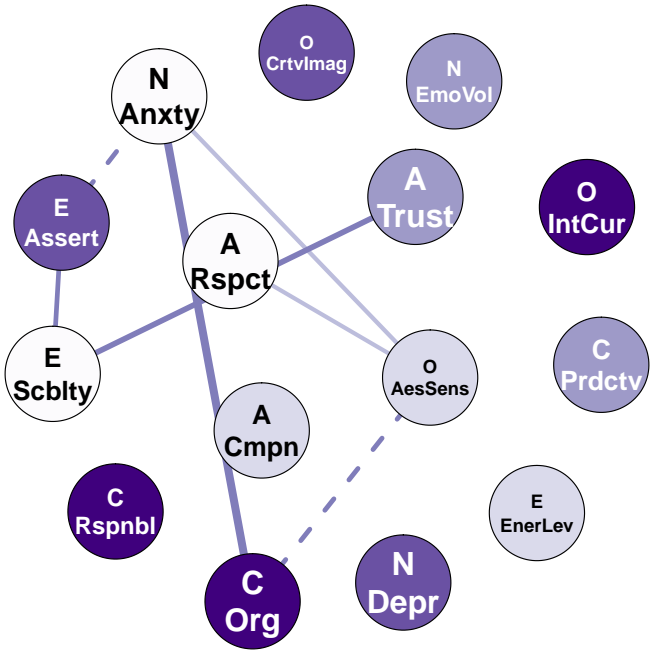 O
CrtvImag
N
EmoVol
N
Anxty
A
Trust
O
IntCur
E
Assert
A
Rspct
E
Scblty
O
AesSens
C
Prdctv
A
Cmpn
C
Rspnbl
E
EnerLev
N
Depr
C
Org